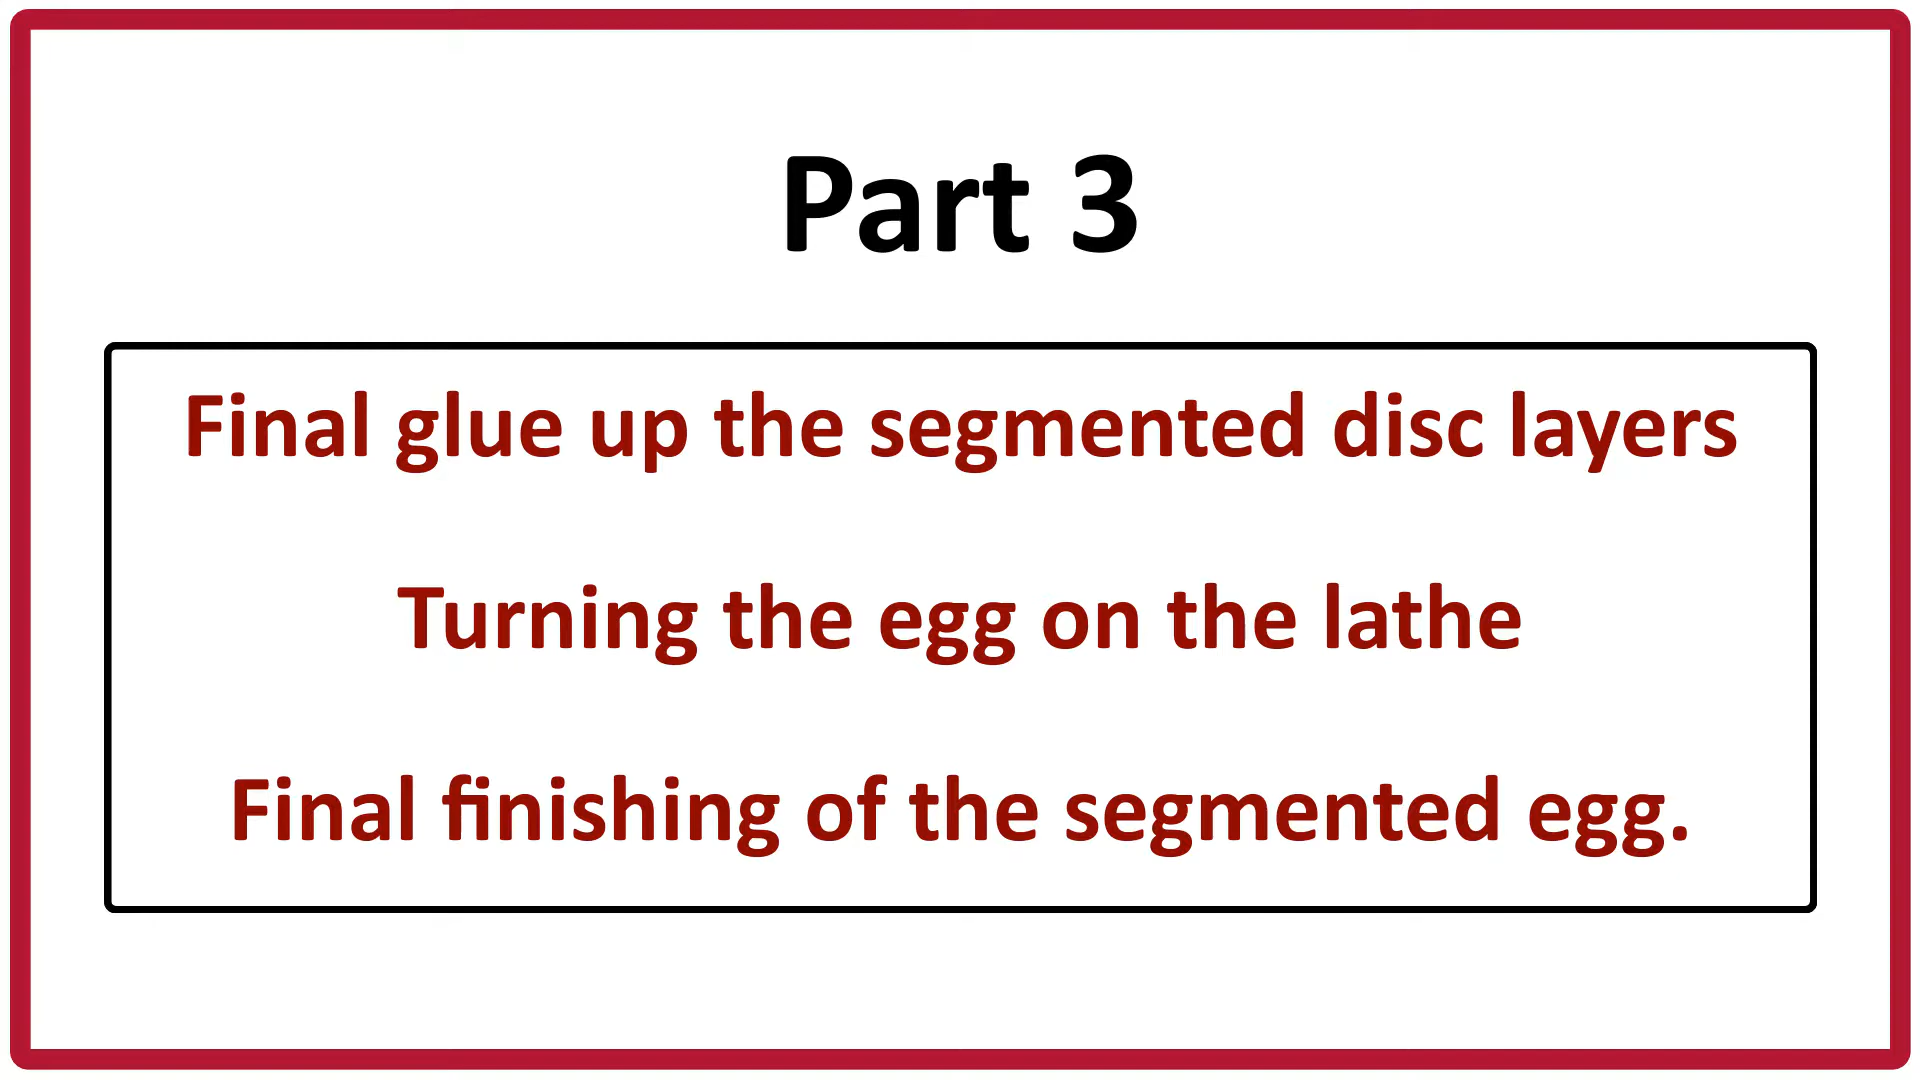 Part 3
Final glue up the segmented disc layers
Turning the egg on the lathe
Final finishing of the segmented egg.